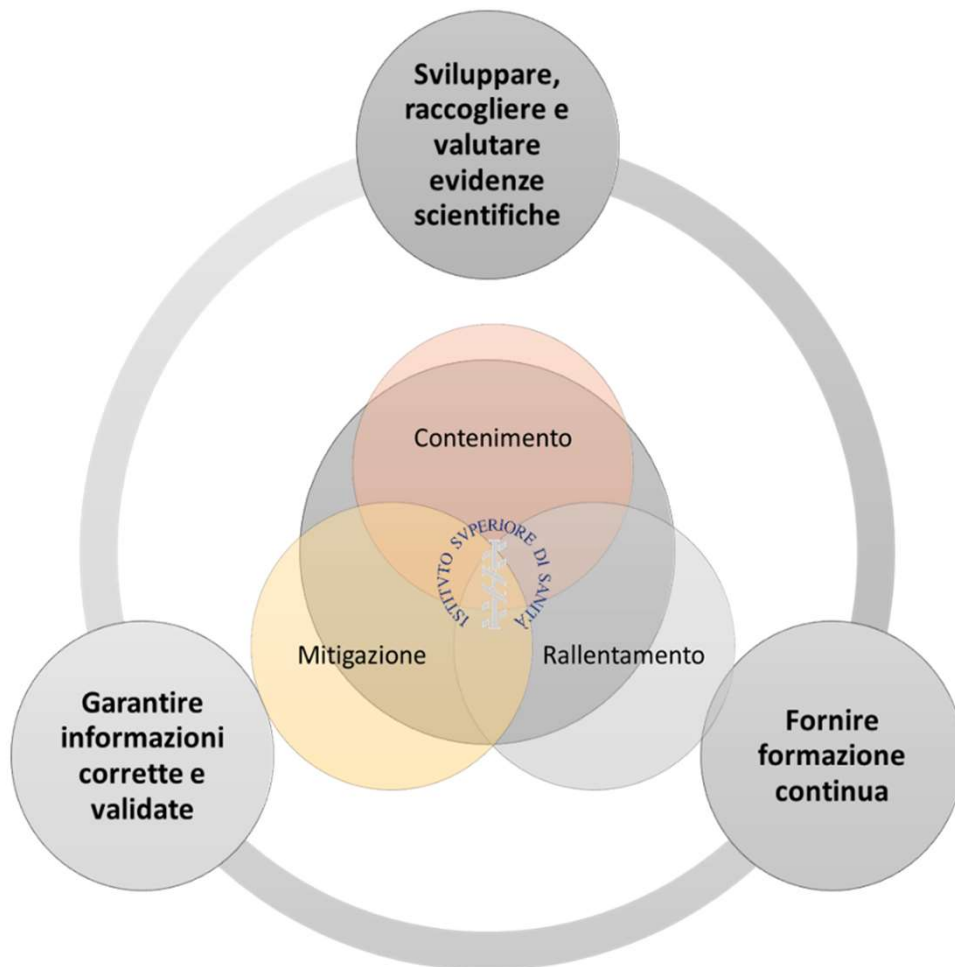 Sviluppare,
raccogliere e
valutare
evidenze
scientifiche
Contenimento
ISTITVTO SVPERIORE DI SANITÀ
Mitigazione
Rallentamento
Garantire
informazioni
corrette e
validate
Fornire
formazione
continua